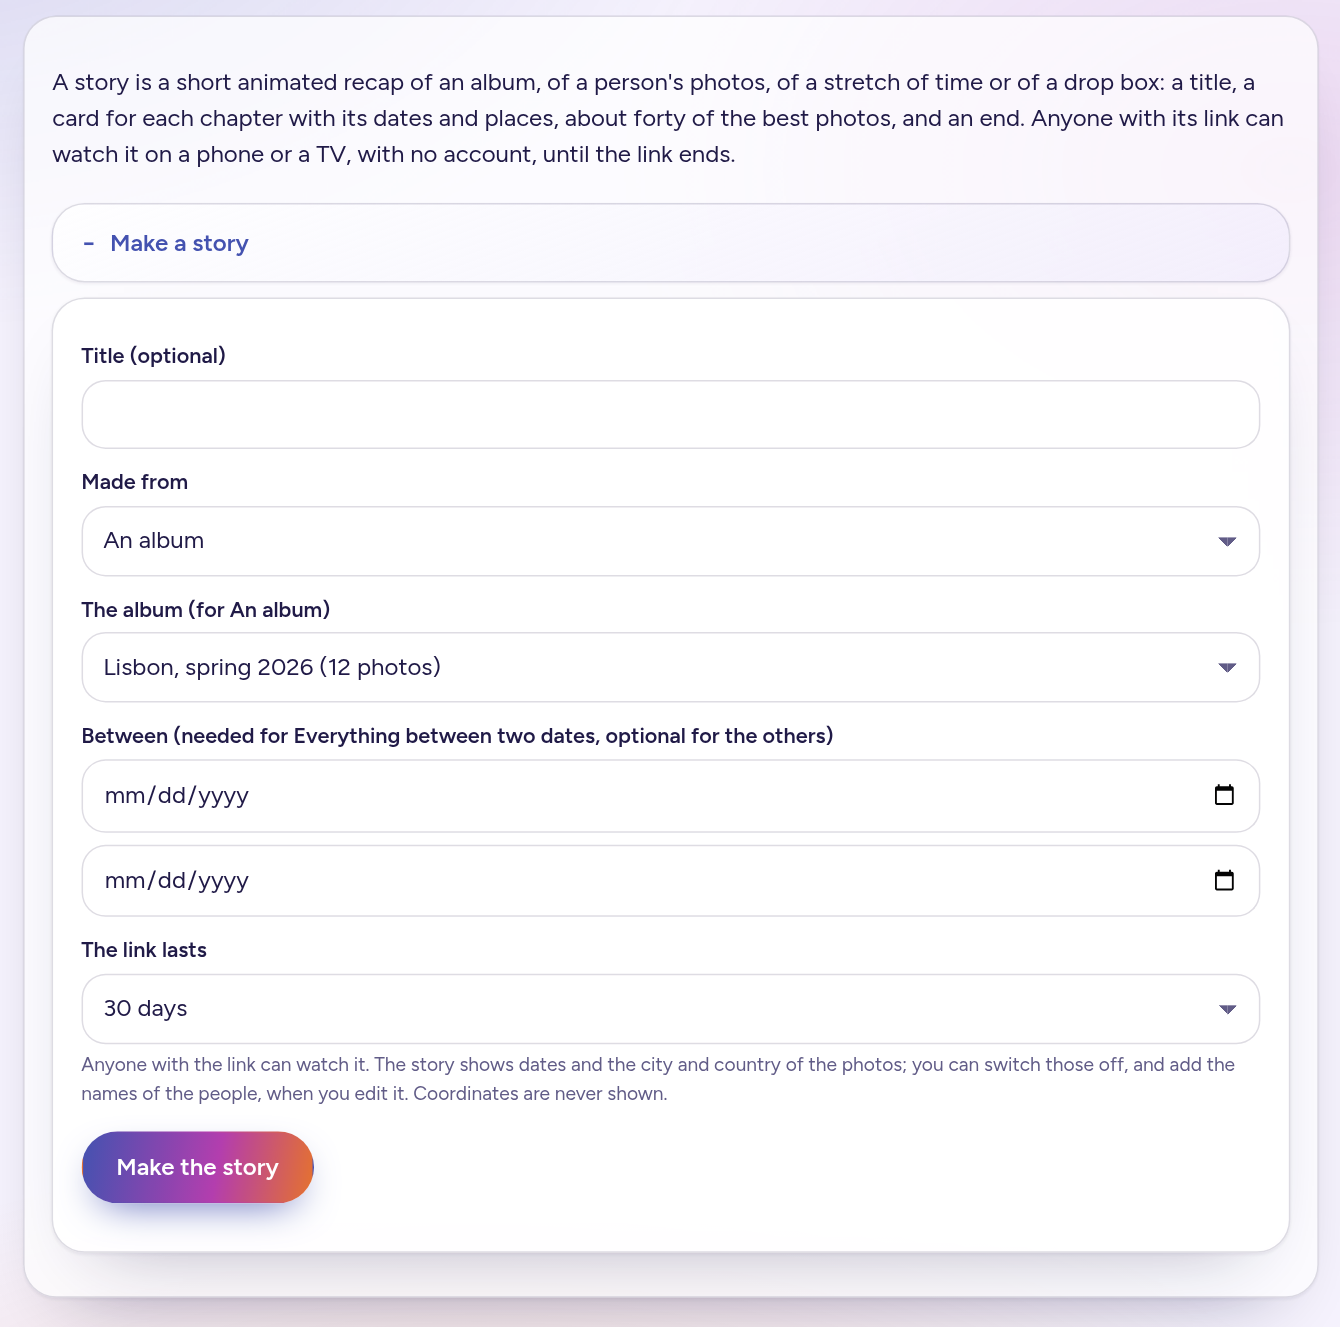 A story is a short animated recap of an album, of a person's photos, of a stretch of time or of a drop box: a title, a
card for each chapter with its dates and places, about forty of the best photos, and an end. Anyone with its link can
watch it on a phone or a TV, with no account, until the link ends.
- Make a story
Title (optional)
Made from
An album
The album (for An album)
Lisbon, spring 2026 (12 photos)
Between (needed for Everything between two dates, optional for the others)
mm/dd/yyyy
mm/dd/yyyy
The link lasts
30 days
Anyone with the link can watch it. The story shows dates and the city and country of the photos; you can switch those off, and add the
names of the people, when you edit it. Coordinates are never shown.
Make the story